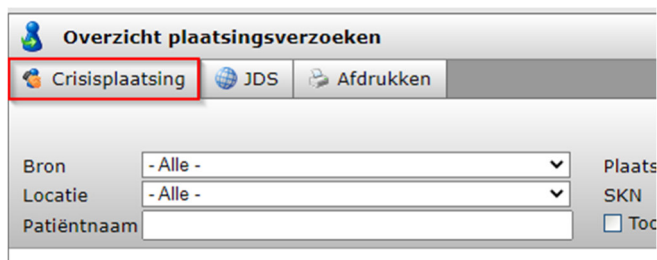 Overzicht plaatsingsverzoeken
Crisisplaatsing JDS Afdrukken
Bron - Alle -
Locatie - Alle - SKN
Patiëntnaam